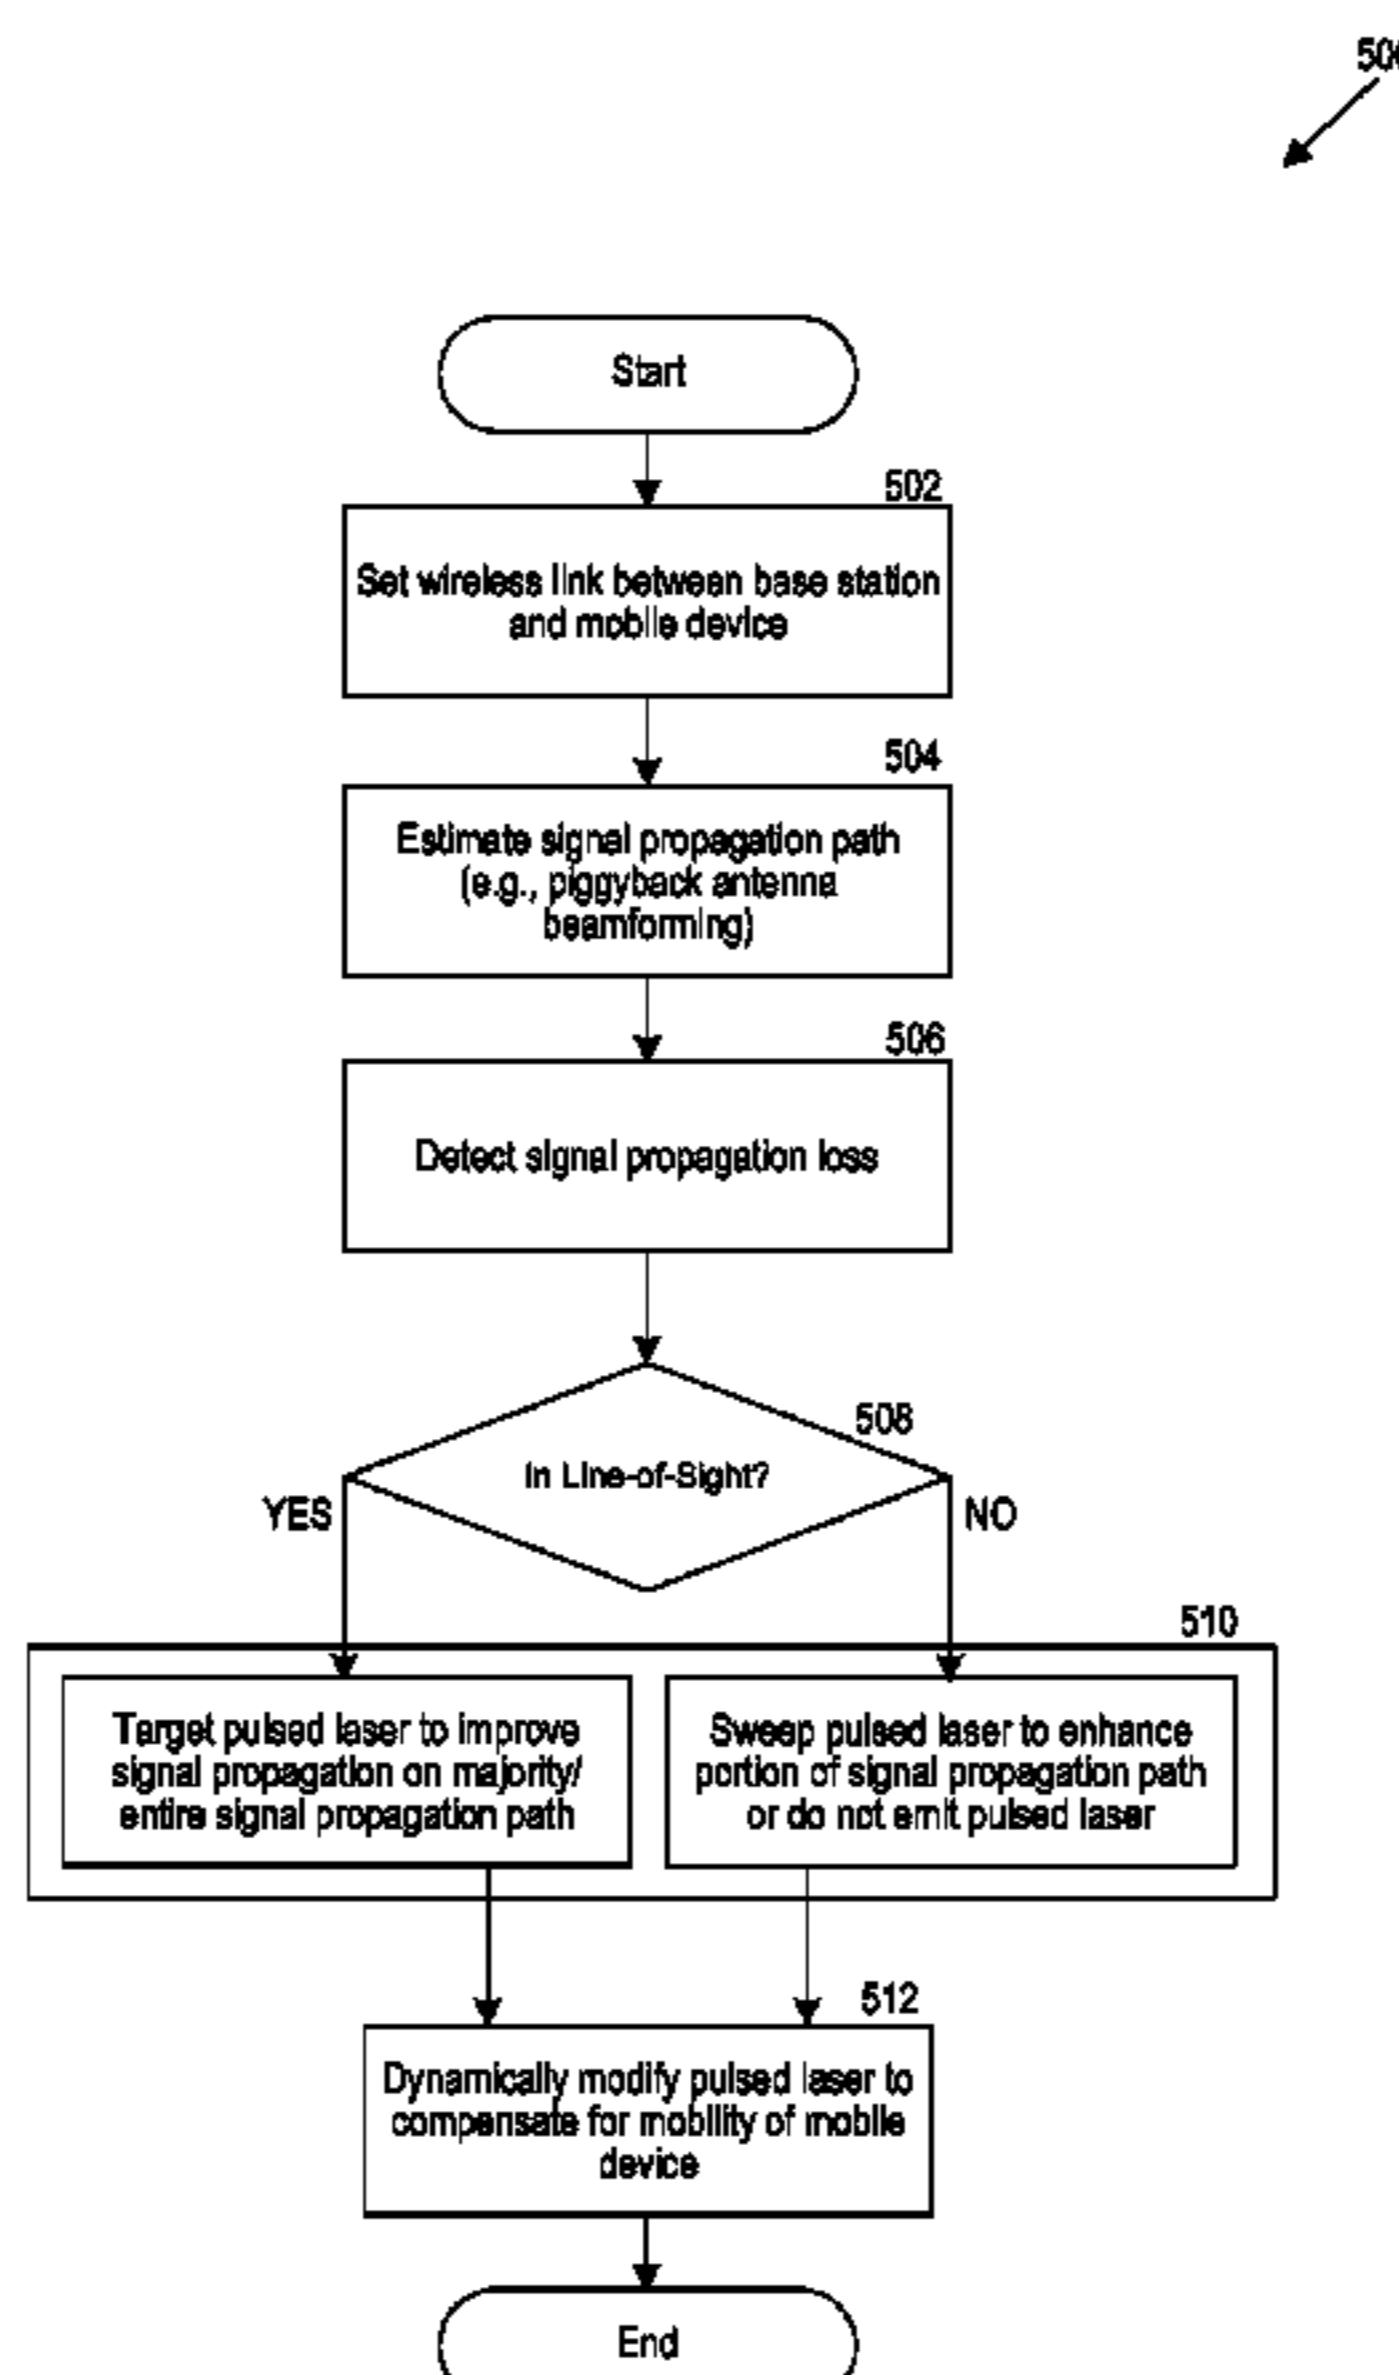 Start
502
Set wireless link between base station
and mobile device
504
Estimate signal propagation path
(e.g., piggyback antenna
beamforming)
506
Detect signal propagation loss
508
In Line-of-Sight?
YES
NO
510
Target pulsed laser to improve
signal propagation on majority/
entire signal propagation path
Sweep pulsed laser to enhance
portion of signal propagation path
or do not emit pulsed laser
512
Dynamically modify pulsed laser to
compensate for mobility of mobile
device
End